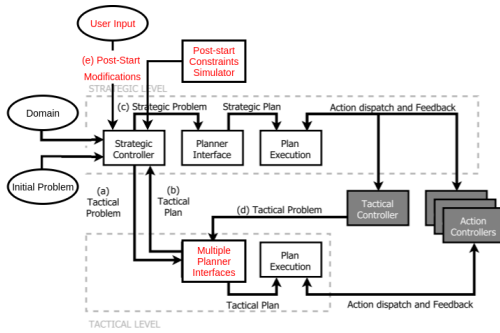 User Input
(e) Post-Start
Modifications
Post-start
Constraints
Simulator
STRATEGIC LEVEL
(c) Strategic Problem
Strategic Plan
Action dispatch and Feedback
Domain
Strategic
Controller
Planner
Interface
Plan
Execution
Initial Problem
(a)
Tactical
Problem
(b)
Tactical
Plan
(d) Tactical Problem
Tactical
Controller
Action
Controllers
Multiple
Planner
Interfaces
Plan
Execution
Tactical Plan
Action dispatch and Feedback
TACTICAL LEVEL